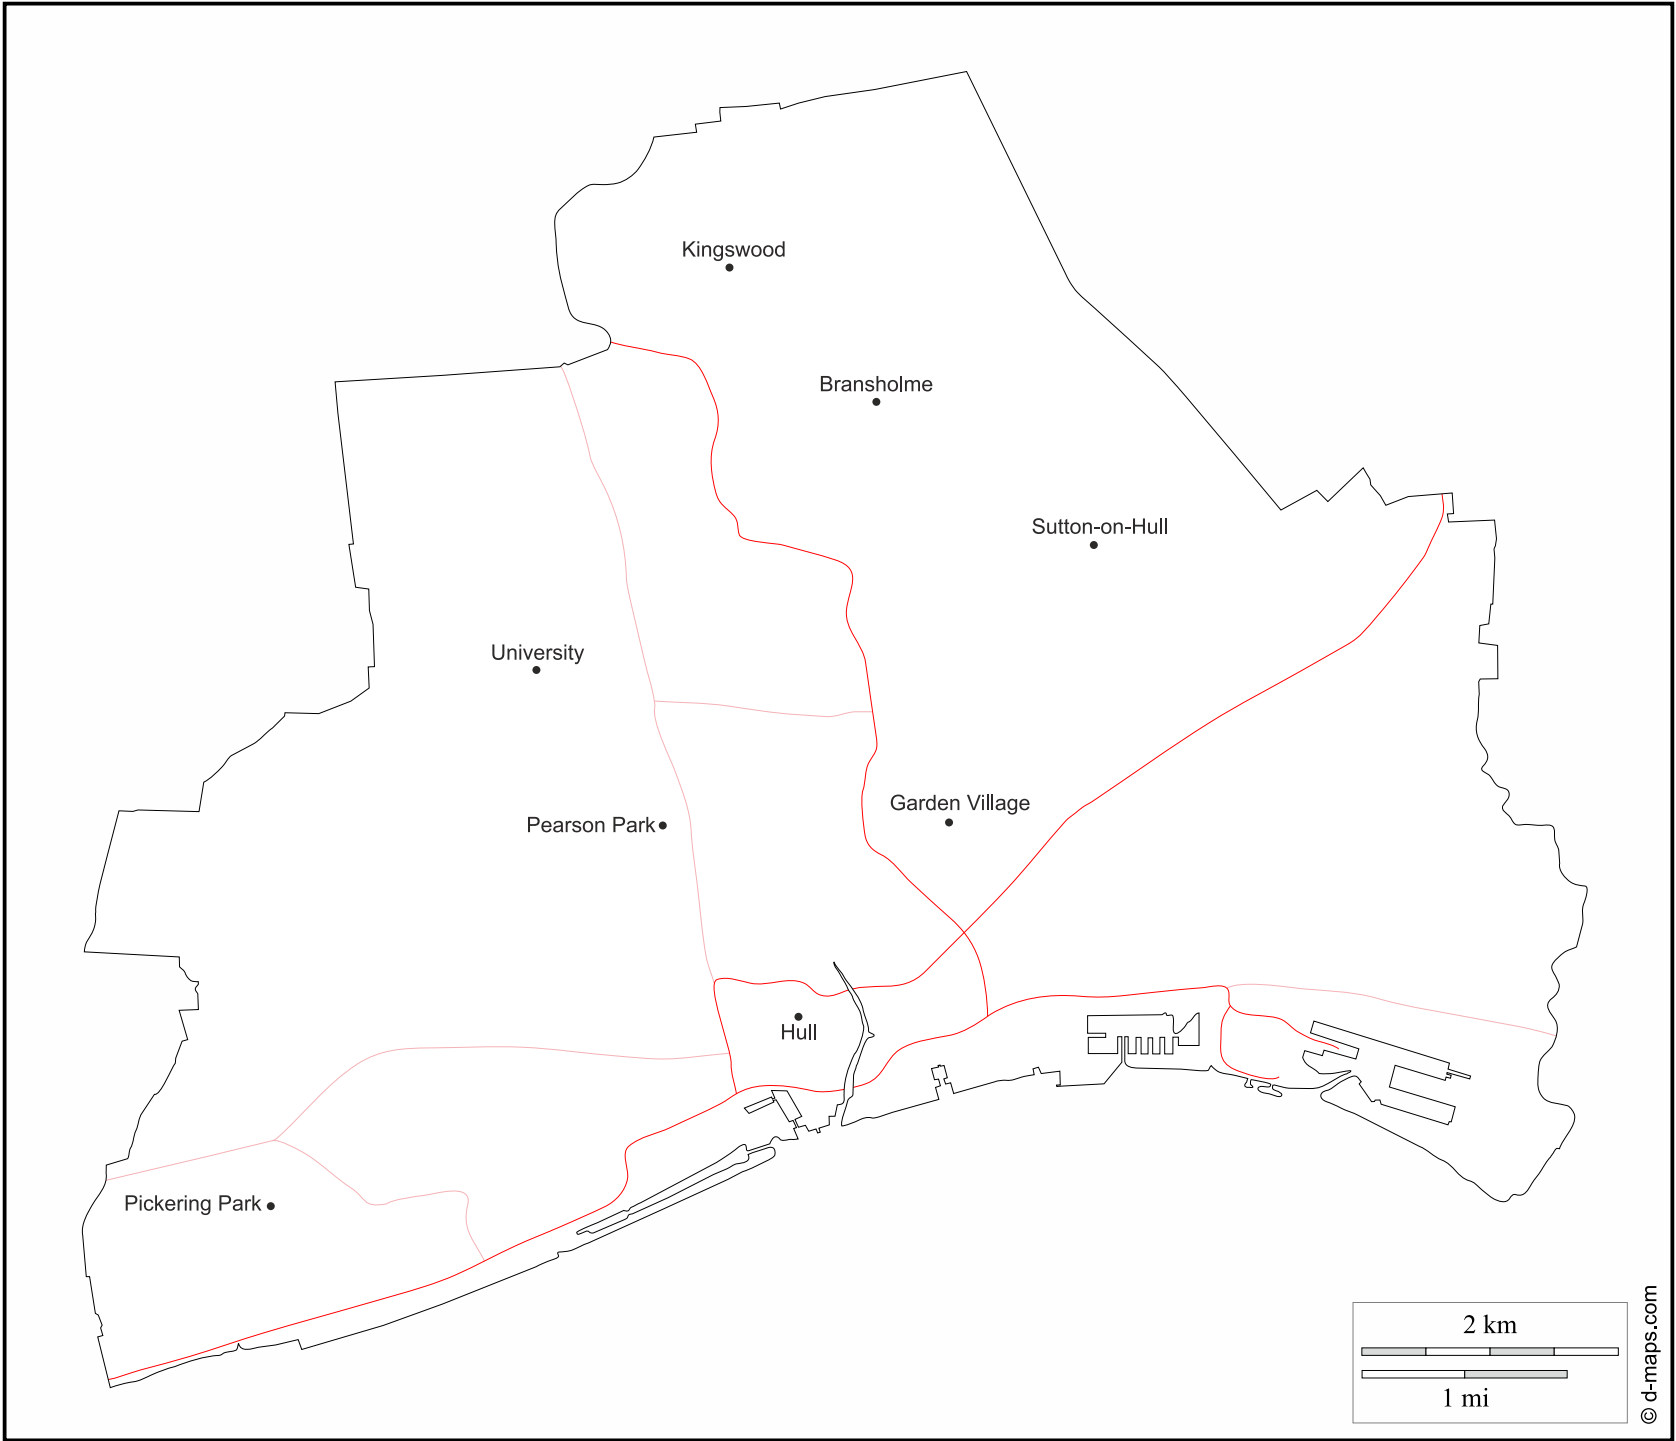 Kingswood
Bransholme
Sutton-on-Hull
University
Garden Village
Pearson Park
Hull
Pickering Park
2 km
1 mi
© d-maps.com